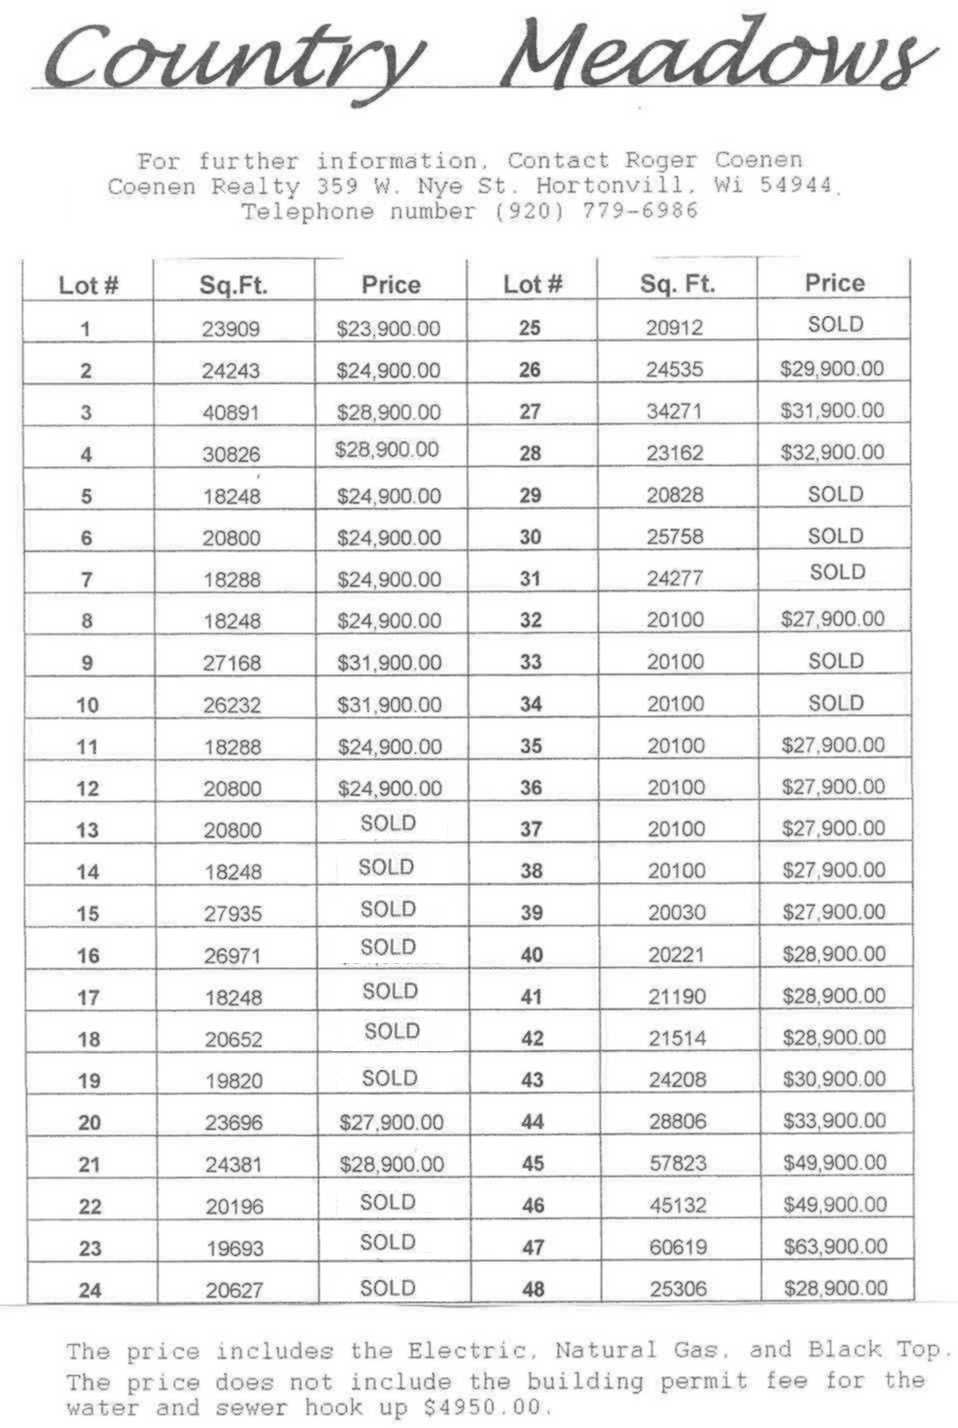 Country Meadows
For further information, Contact Roger Coenen
Coenen Realty 359 W. Nye St. Hortonvill, Wi 54944.
Telephone number (920) 779-6986
Lot # Sq.Ft. Price Lot # Sq. Ft. Price
1 23909 $23,900.00 25 20912 SOLD
2 24243 $24,900.00 26 24535 $29,900.00
3 40891 $28,900.00 27 34271 $31,900.00
4 30826 $28,900.00 28 23162 $32,900.00
5 18248 $24,900.00 29 20828 SOLD
6 20800 $24,900.00 30 25758 SOLD
7 18288 $24,900.00 31 24277 SOLD
8 18248 $24,900.00 32 20100 $27,900.00
9 27168 $31,900.00 33 20100 SOLD
10 26232 $31,900.00 34 20100 SOLD
11 18288 $24,900.00 35 20100 $27,900.00
12 20800 $24,900.00 36 20100 $27,900.00
13 20800 SOLD 37 20100 $27,900.00
14 18248 SOLD 38 20100 $27,900.00
15 27935 SOLD 39 20030 $27,900.00
16 26971 SOLD 40 20221 $28,900.00
17 18248 SOLD 41 21190 $28,900.00
18 20652 SOLD 42 21514 $28,900.00
19 19820 SOLD 43 24208 $30,900.00
20 23696 $27,900.00 44 28806 $33,900.00
21 24381 $28,900.00 45 57823 $49,900.00
22 20196 SOLD 46 45132 $49,900.00
23 19693 SOLD 47 60619 $63,900.00
24 20627 SOLD 48 25306 $28,900.00
The price includes the Electric, Natural Gas, and Black Top.
The price does not include the building permit fee for the
water and sewer hook up $4950.00.